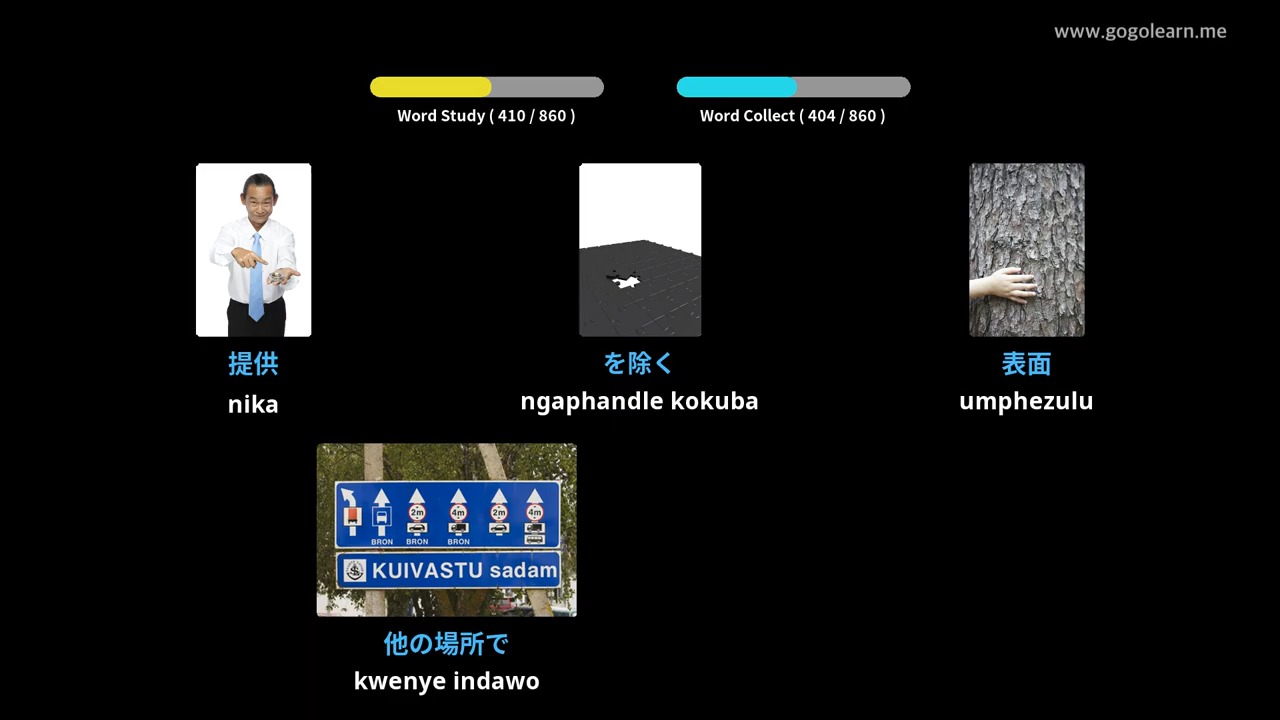 www.gogolearn.me
Word Study ( 410 / 860 )
Word Collect ( 404 / 860 )
提供
nika
を除く
ngaphandle kokuba
表面
umphezulu
2m
4m
2m
4m
BRON
BRON
BRON
KUIVASTU sadam
他の場所で
kwenye indawo